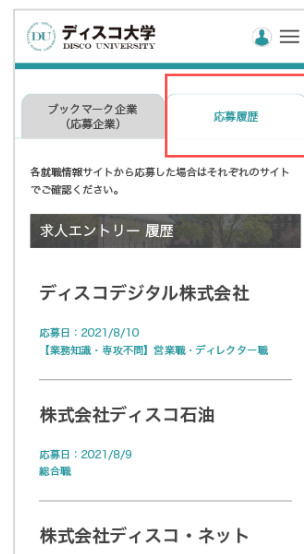 DU
ディスコ大学
DISCO UNIVERSITY
ブックマーク企業
（応募企業）
応募履歴
各就職情報サイトから応募した場合はそれぞれのサイト
でご確認ください。
求人エントリー 履歴
ディスコデジタル株式会社
応募日：2021/8/10
【業務知識・専攻不問】営業職・ディレクター職
株式会社ディスコ石油
応募日：2021/8/9
総合職
株式会社ディスコ・ネット